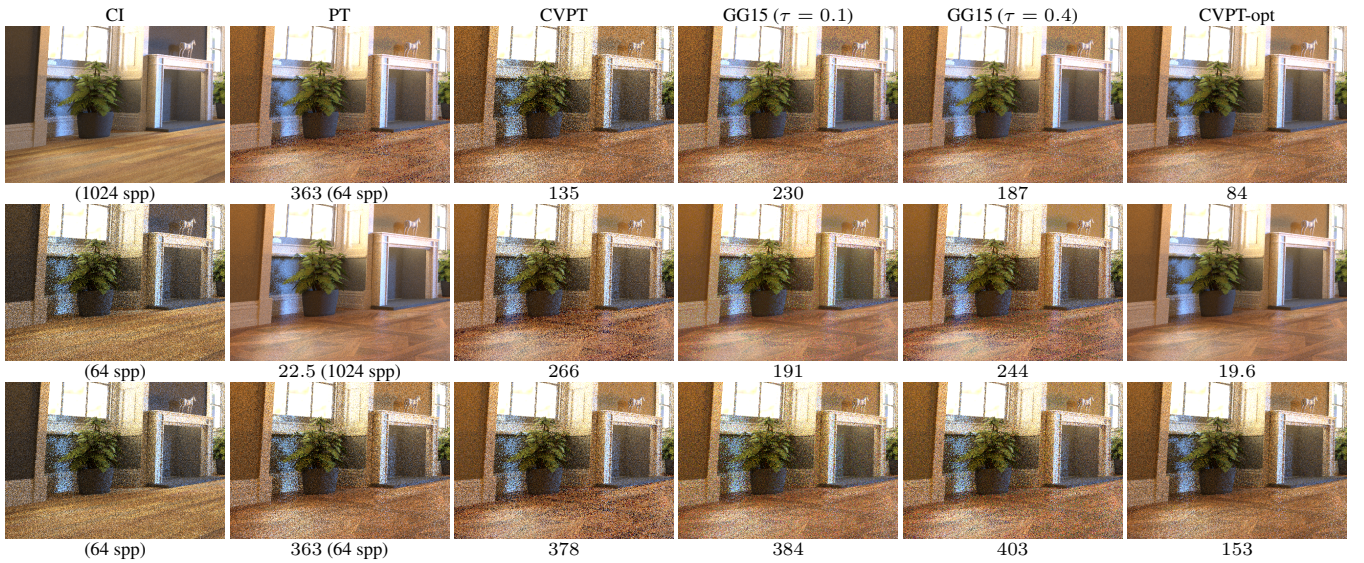 CI PT CVPT GG15 (τ = 0.1) GG15 (τ = 0.4) CVPT-opt
(1024 spp) 363 (64 spp) 135 230 187 84
(64 spp) 22.5 (1024 spp) 266 191 244 19.6
(64 spp) 363 (64 spp) 378 384 403 153